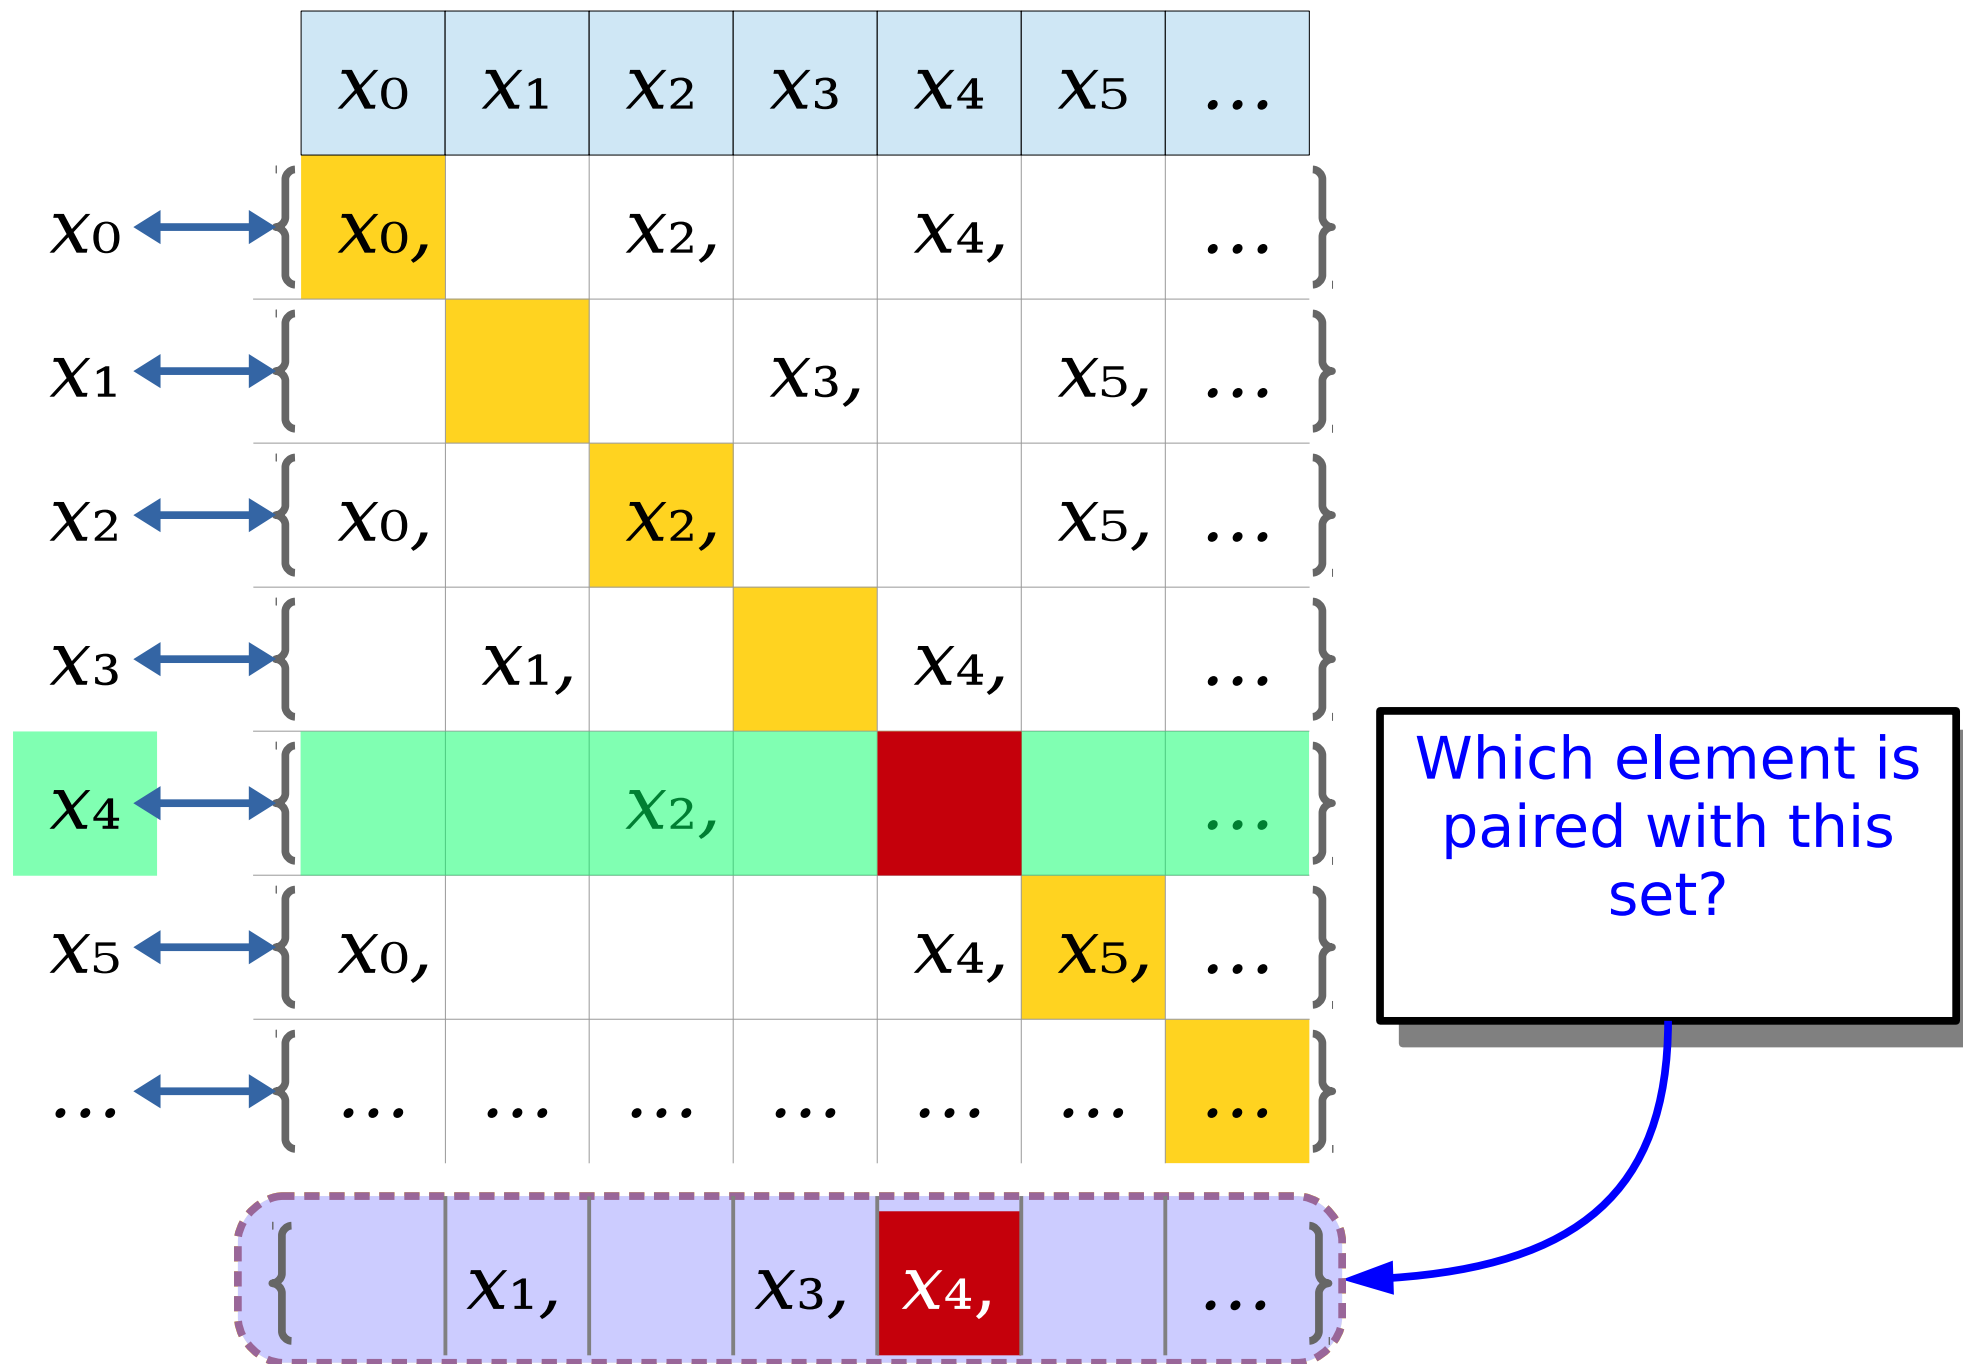 x₀ x₁ x₂ x₃ x₄ x₅ ...
x₀ { x₀, x₂, x₄, ... }
x₁ { x₃, x₅, ... }
x₂ { x₀, x₂, x₅, ... }
x₃ { x₁, x₄, ... }
x₄ { x₂, ... }
x₅ { x₀, x₄, x₅, ... }
... { ... ... ... ... ... ... ... }
{ x₁, x₃, x₄, ... }
Which element is
paired with this
set?